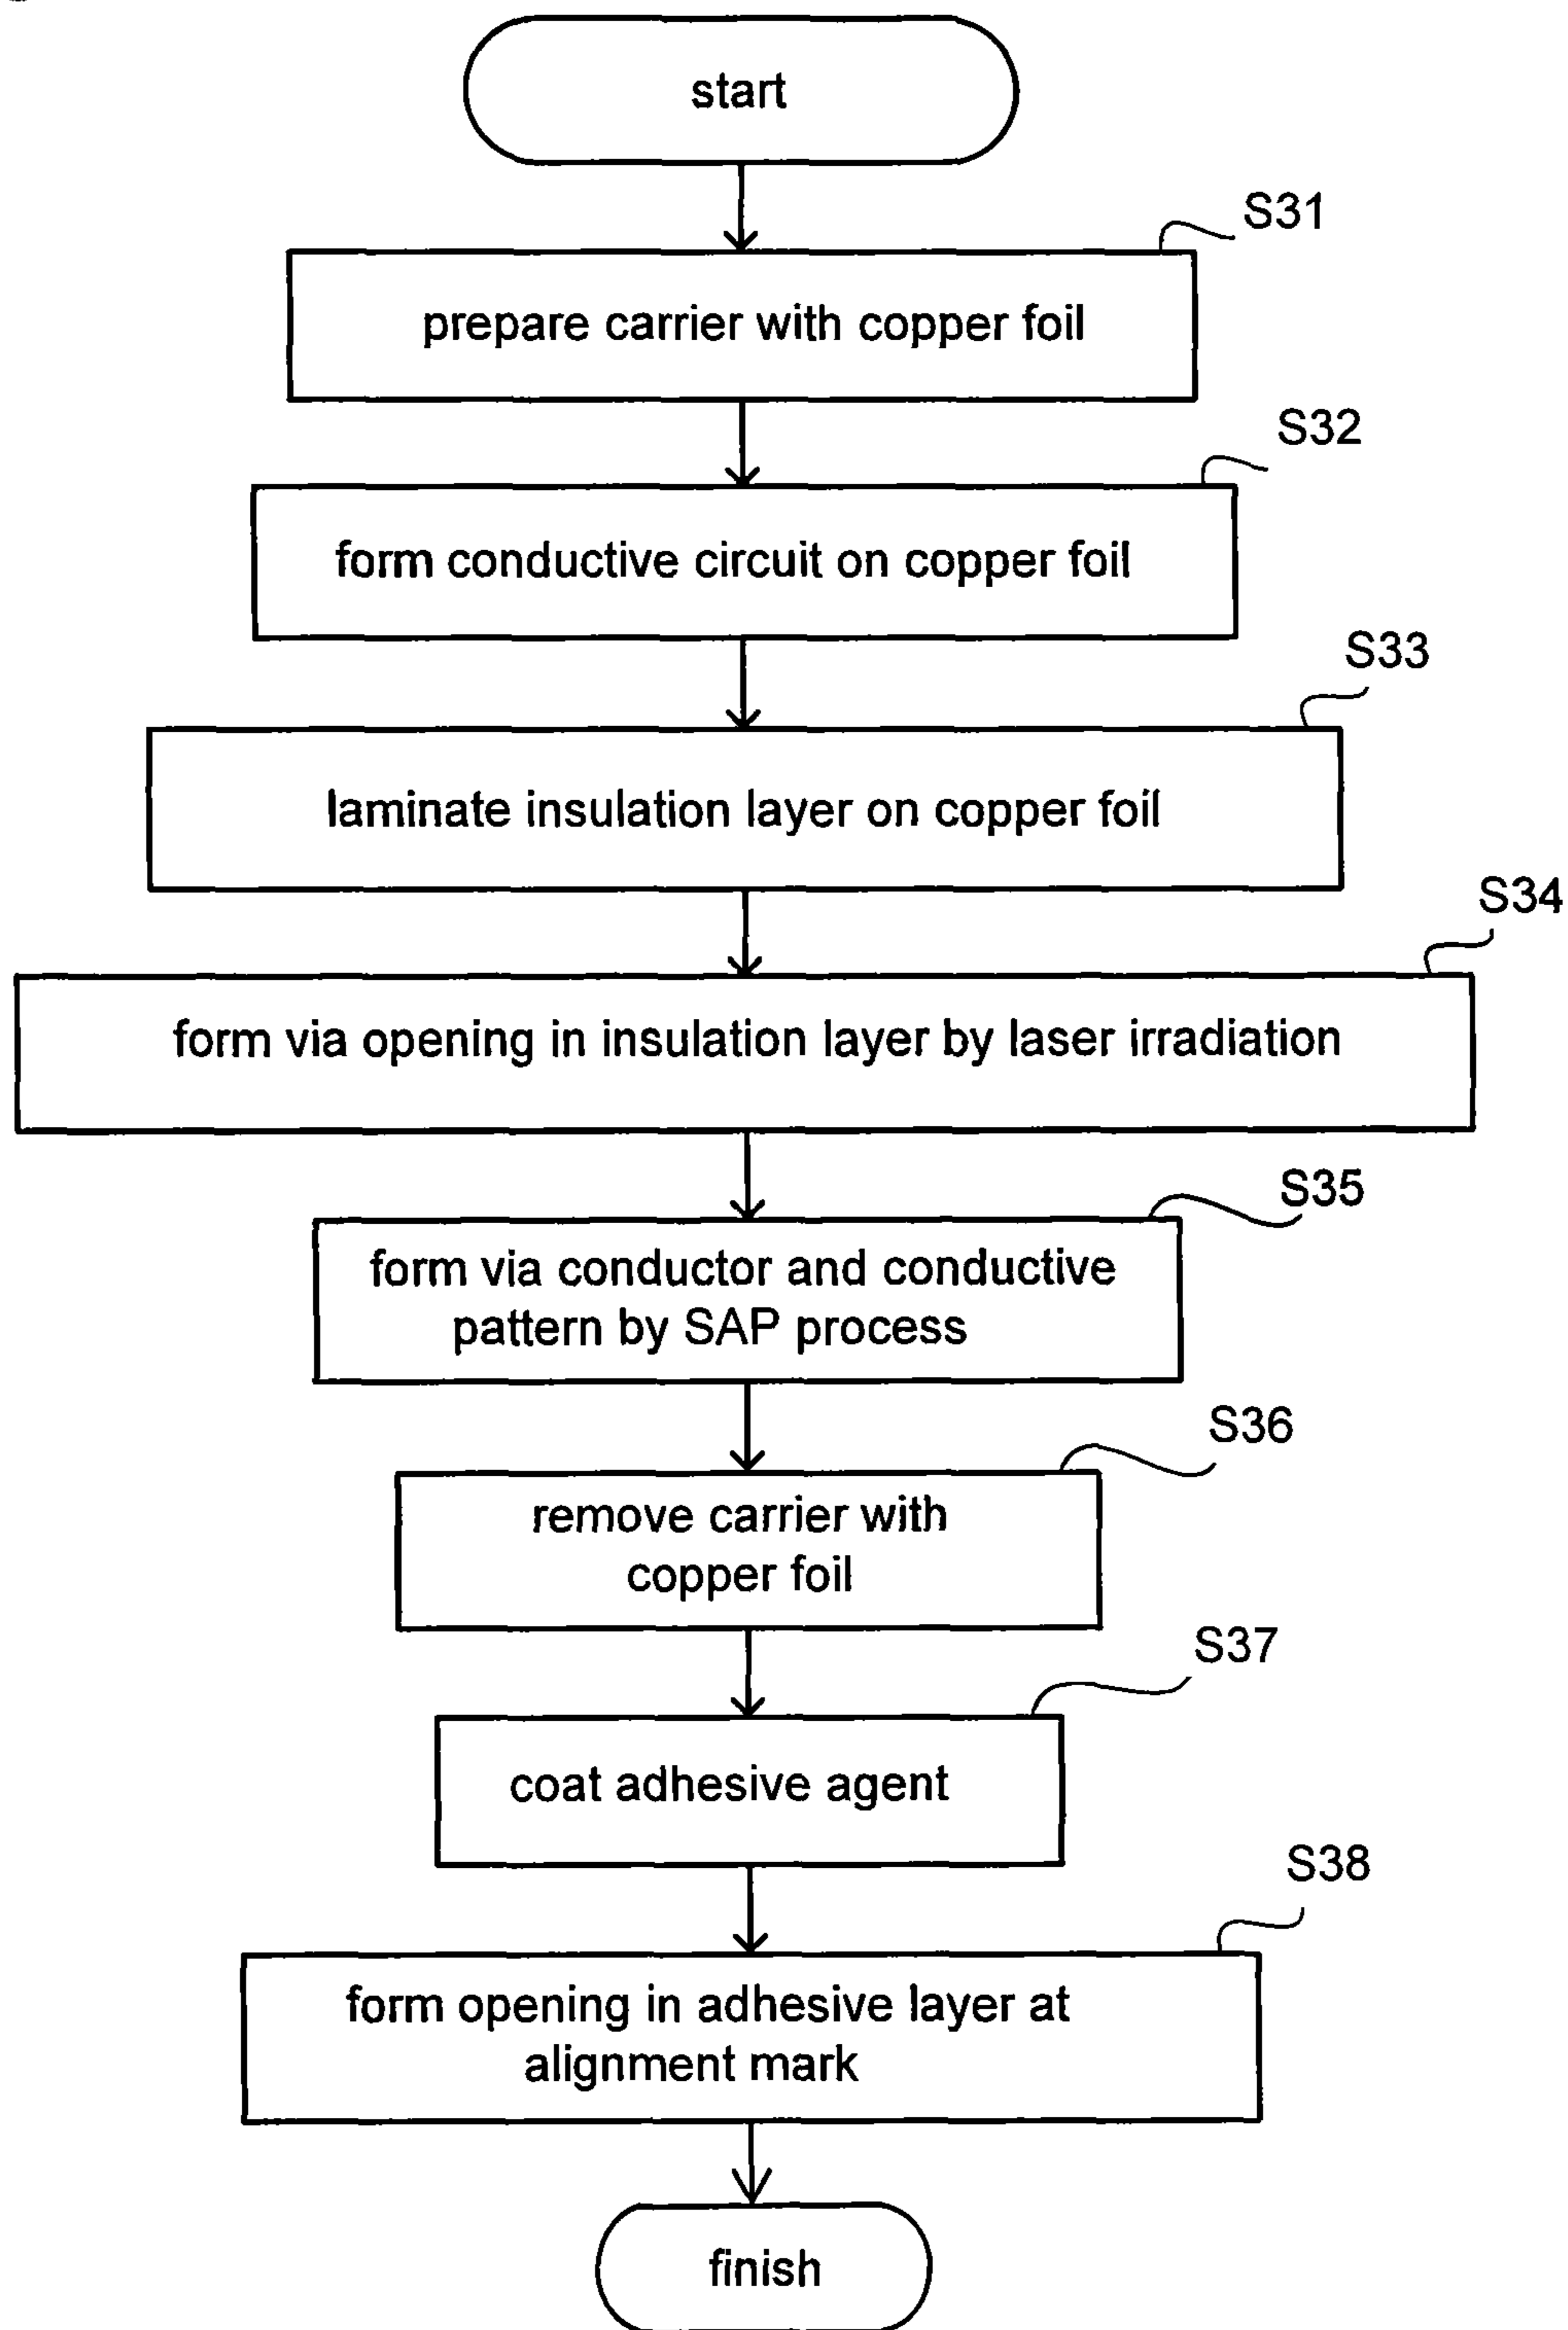 start
S31
prepare carrier with copper foil
S32
form conductive circuit on copper foil
S33
laminate insulation layer on copper foil
S34
form via opening in insulation layer by laser irradiation
S35
form via conductor and conductive
pattern by SAP process
S36
remove carrier with
copper foil
S37
coat adhesive agent
S38
form opening in adhesive layer at
alignment mark
finish